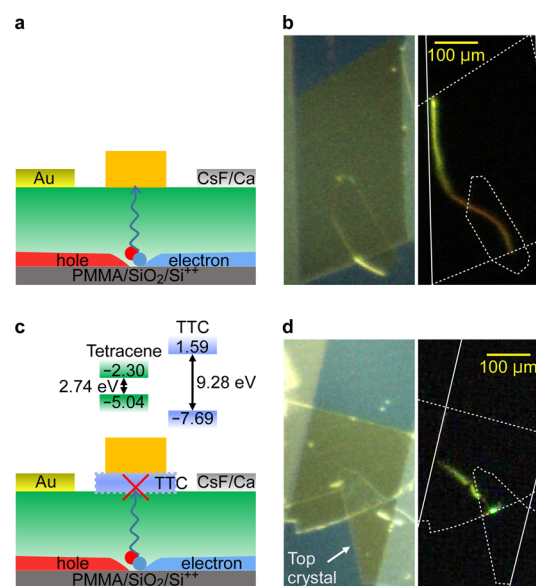 a
Au
CsF/Ca
hole
electron
PMMA/SiO₂/Si⁺⁺
b
100 µm
c
TTC
1.59
Tetracene
−2.30
2.74 eV
9.28 eV
−5.04
−7.69
Au
TTC
CsF/Ca
hole
electron
PMMA/SiO₂/Si⁺⁺
d
100 µm
Top
crystal